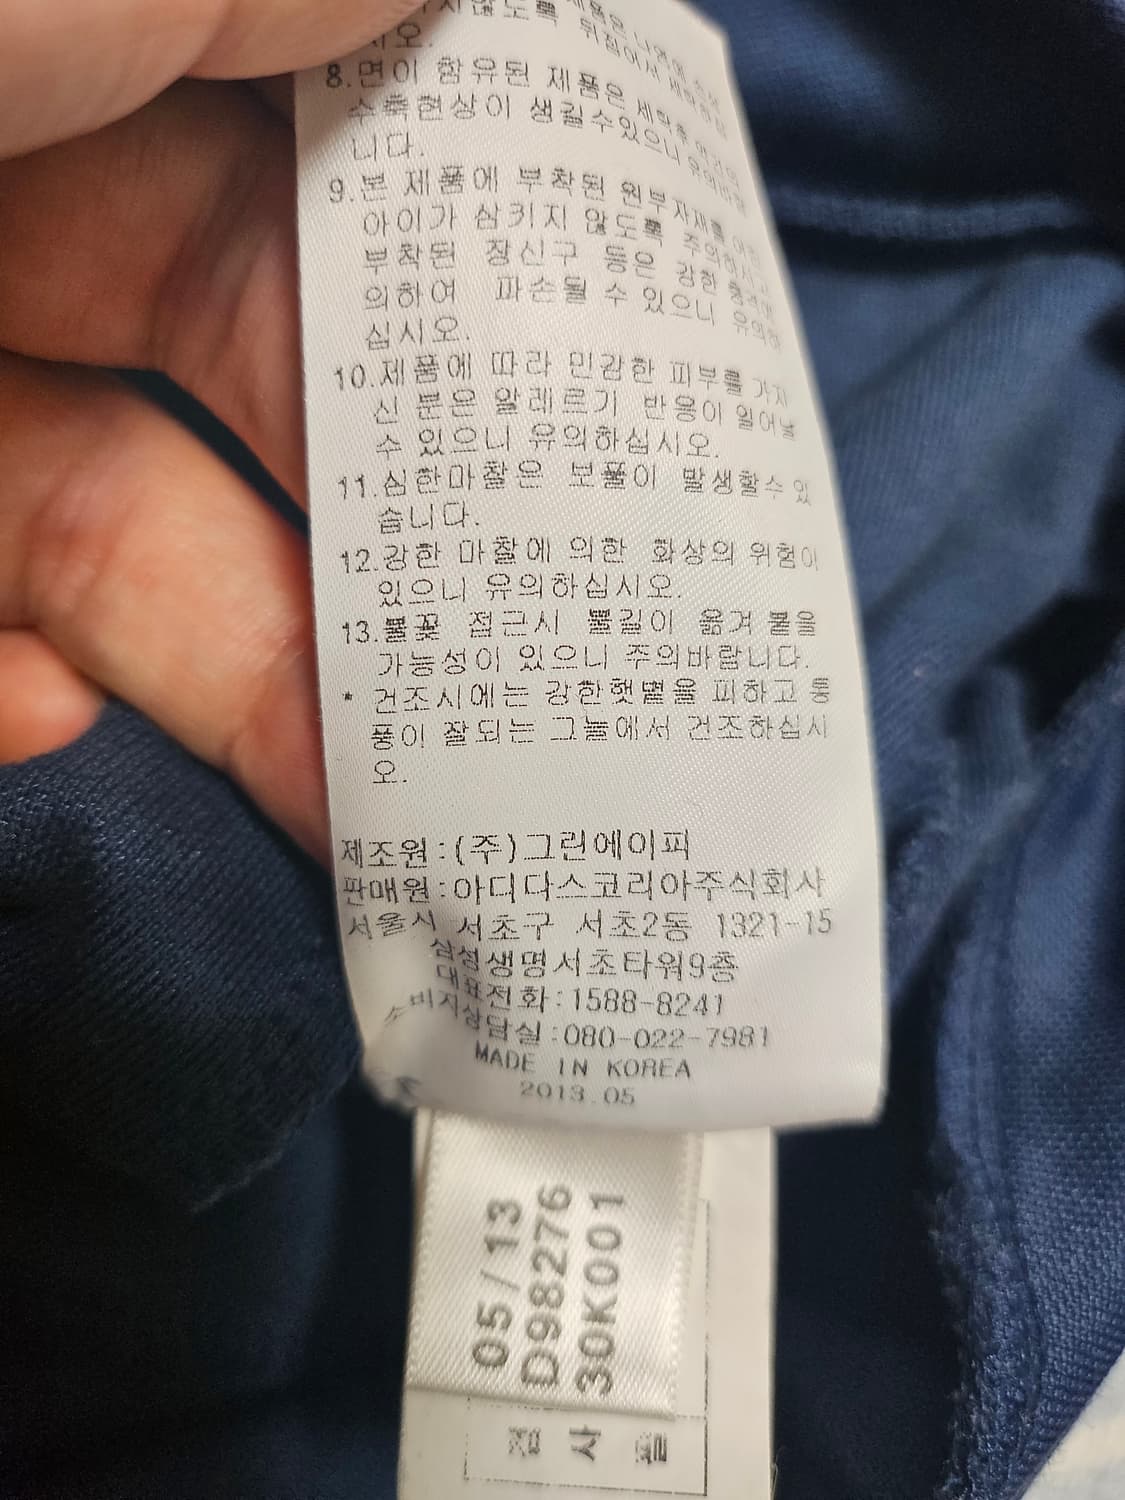 시오.
8.면이 함유된 제품은 세탁후
수축현상이 생길수있으니
니다.
9.본 제품에 부착된 원부자재를
아이가 삼키지 않도록 주의하시고
부착된 장신구 등은 강한 충격에
의하여 파손될 수 있으니 유의하
십시오.
10.제품에 따라 민감한 피부를 가지
신 분은 알레르기 반응이 일어날
수 있으니 유의하십시오.
11.심한마찰은 보풀이 발생할수 있
습니다.
12.강한 마찰에 의한 화상의 위험이
있으니 유의하십시오.
13.불꽃 접근시 불길이 옮겨 붙을
가능성이 있으니 주의바랍니다.
* 건조시에는 강한햇볕을 피하고 통
풍이 잘되는 그늘에서 건조하십시
오.
제조원:(주)그린에이피
판매원:아디다스코리아주식회사
서울시 서초구 서초2동 1321-15
삼성생명서초타워9층
대표전화:1588-8241
소비자상담실:080-022-7981
MADE IN KOREA
2013.05
05/13
D98276
30K001
검사필